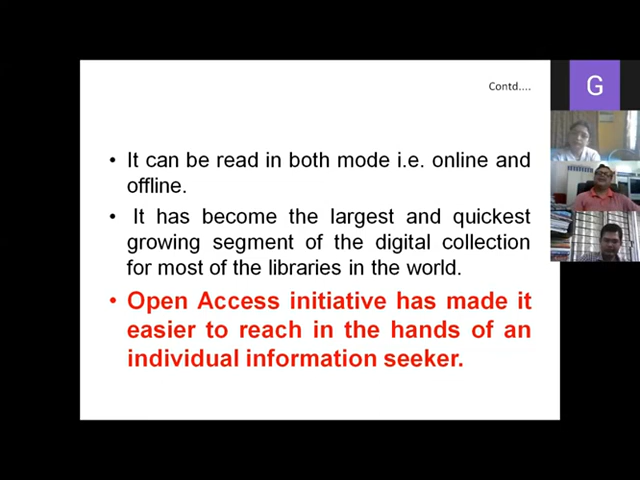 Contd....
G
• It can be read in both mode i.e. online and
offline.
• It has become the largest and quickest
growing segment of the digital collection
for most of the libraries in the world.
• Open Access initiative has made it
easier to reach in the hands of an
individual information seeker.